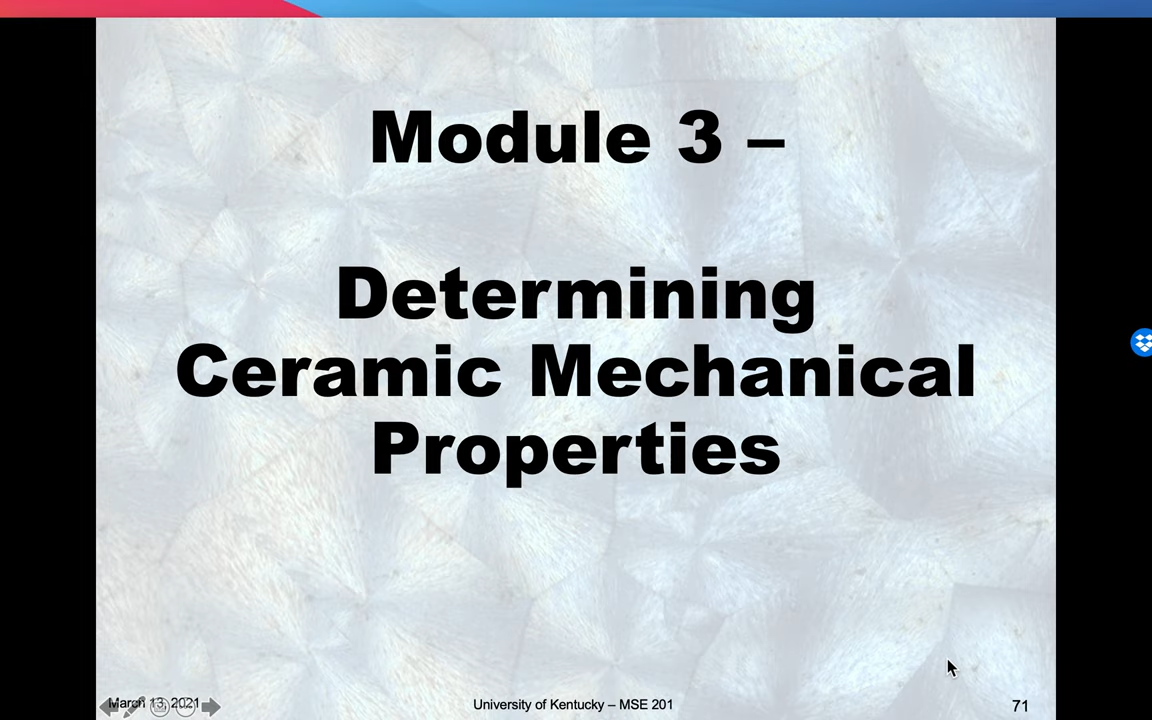 Module 3 –
Determining
Ceramic Mechanical
Properties
March 13, 2021
University of Kentucky – MSE 201
71